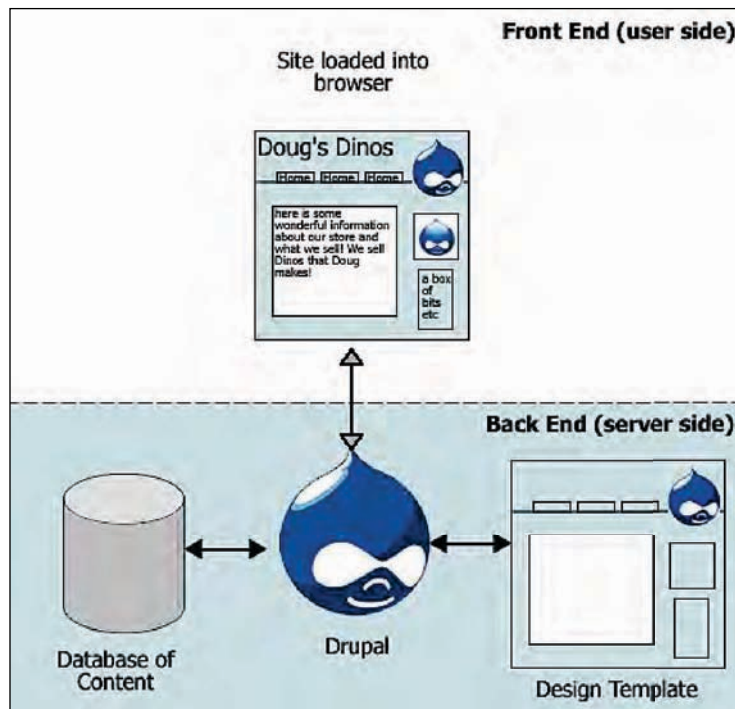 Front End (user side)
Site loaded into
browser
Doug's Dinos
Home Home Home
here is some
wonderful information
about our store and
what we sell! We sell
Dinos that Doug
makes!
a box
of
bits
etc
Back End (server side)
Database of
Content
Drupal
Design Template